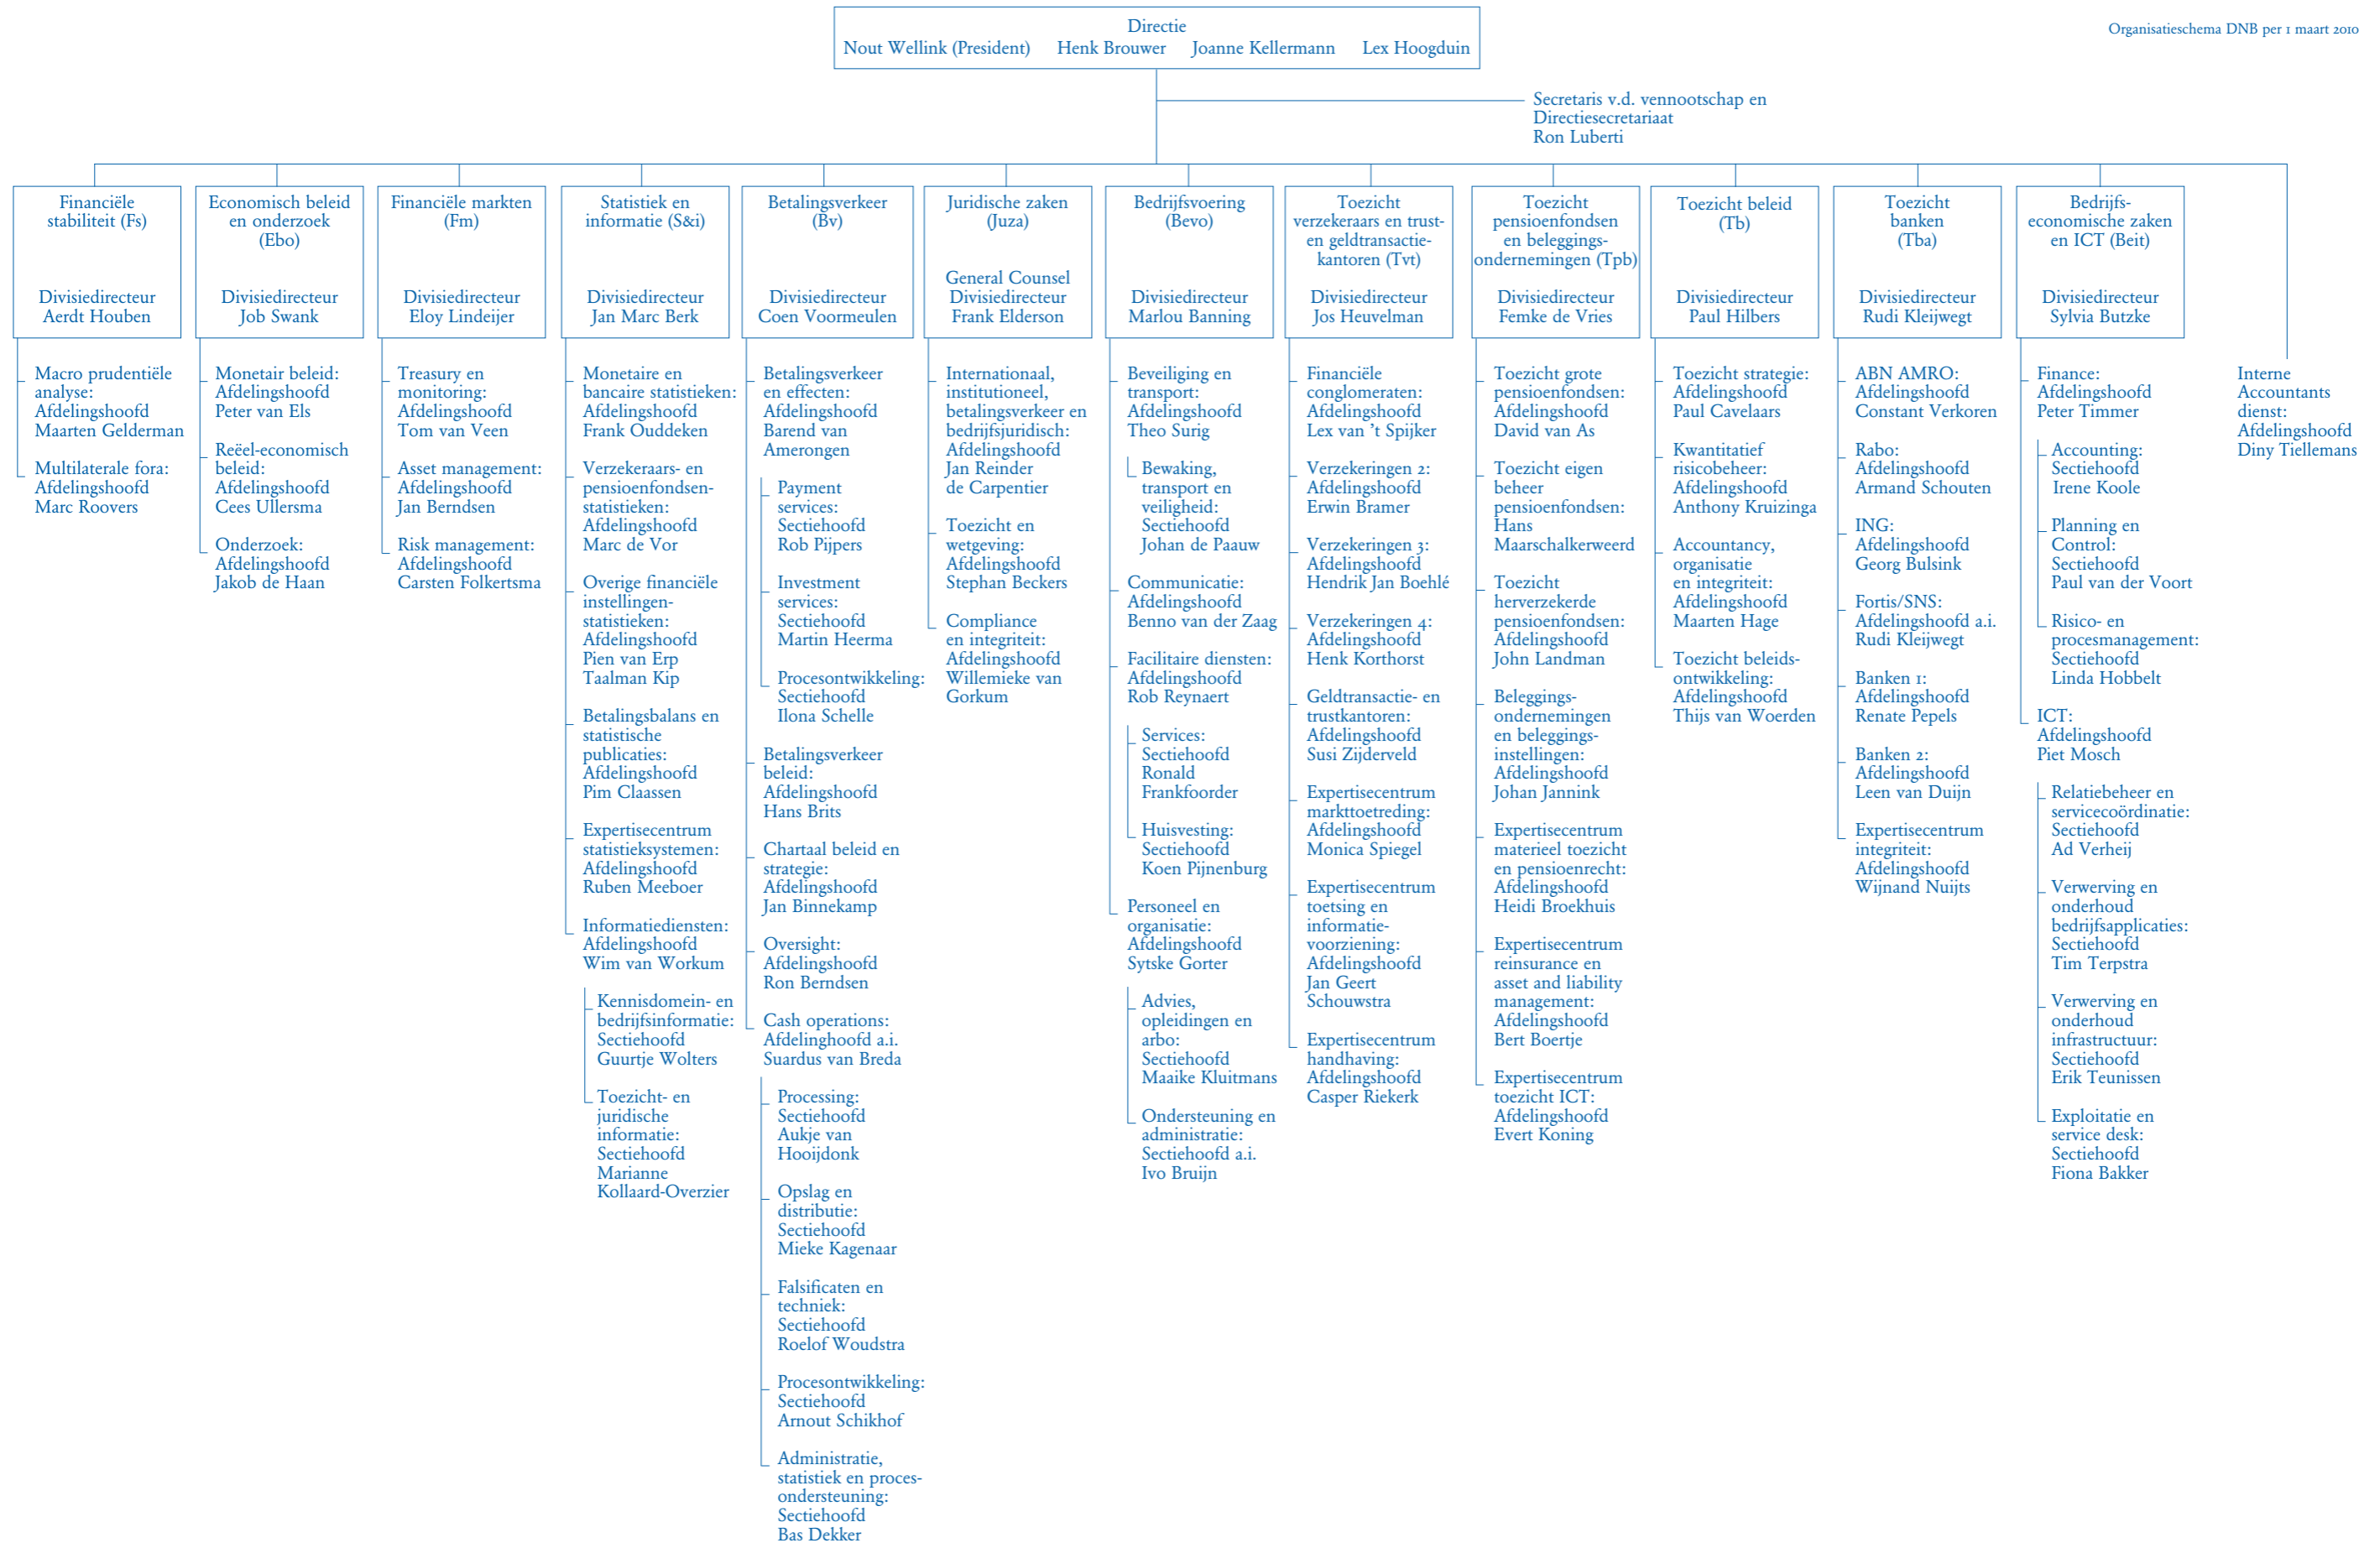 Directie
Nout Wellink (President) Henk Brouwer Joanne Kellermann Lex Hoogduin
Organisatieschema DNB per 1 maart 2010
Secretaris v.d. vennootschap en
Directiesecretariaat
Ron Luberti
Financiële
stabiliteit (Fs)
Divisiedirecteur
Aerdt Houben
Macro prudentiële
analyse:
Afdelingshoofd
Maarten Gelderman
Multilaterale fora:
Afdelingshoofd
Marc Roovers
Economisch beleid
en onderzoek
(Ebo)
Divisiedirecteur
Job Swank
Monetair beleid:
Afdelingshoofd
Peter van Els
Reëel-economisch
beleid:
Afdelingshoofd
Cees Ullersma
Onderzoek:
Afdelingshoofd
Jakob de Haan
Financiële markten
(Fm)
Divisiedirecteur
Eloy Lindeijer
Treasury en
monitoring:
Afdelingshoofd
Tom van Veen
Asset management:
Afdelingshoofd
Jan Berndsen
Risk management:
Afdelingshoofd
Carsten Folkertsma
Statistiek en
informatie (S&i)
Divisiedirecteur
Jan Marc Berk
Monetaire en
bancaire statistieken:
Afdelingshoofd
Frank Ouddeken
Verzekeraars- en
pensioenfondsen-
statistieken:
Afdelingshoofd
Marc de Vor
Overige financiële
instellingen-
statistieken:
Afdelingshoofd
Pien van Erp
Taalman Kip
Betalingsbalans en
statistische
publicaties:
Afdelingshoofd
Pim Claassen
Expertisecentrum
statistieksystemen:
Afdelingshoofd
Ruben Meeboer
Informatiediensten:
Afdelingshoofd
Wim van Workum
Kennisdomein- en
bedrijfsinformatie:
Sectiehoofd
Guurtje Wolters
Toezicht- en
juridische
informatie:
Sectiehoofd
Marianne
Kollaard-Overzier
Betalingsverkeer
(Bv)
Divisiedirecteur
Coen Voormeulen
Betalingsverkeer
en effecten:
Afdelingshoofd
Barend van
Amerongen
Payment
services:
Sectiehoofd
Rob Pijpers
Investment
services:
Sectiehoofd
Martin Heerma
Procesontwikkeling:
Sectiehoofd
Ilona Schelle
Betalingsverkeer
beleid:
Afdelingshoofd
Hans Brits
Chartaal beleid en
strategie:
Afdelingshoofd
Jan Binnekamp
Oversight:
Afdelingshoofd
Ron Berndsen
Cash operations:
Afdelinghoofd a.i.
Suardus van Breda
Processing:
Sectiehoofd
Aukje van
Hooijdonk
Opslag en
distributie:
Sectiehoofd
Mieke Kagenaar
Falsificaten en
techniek:
Sectiehoofd
Roelof Woudstra
Procesontwikkeling:
Sectiehoofd
Arnout Schikhof
Administratie,
statistiek en proces-
ondersteuning:
Sectiehoofd
Bas Dekker
Juridische zaken
(Juza)
General Counsel
Divisiedirecteur
Frank Elderson
Internationaal,
institutioneel,
betalingsverkeer en
bedrijfsjuridisch:
Afdelingshoofd
Jan Reinder
de Carpentier
Toezicht en
wetgeving:
Afdelingshoofd
Stephan Beckers
Compliance
en integriteit:
Afdelingshoofd
Willemieke van
Gorkum
Bedrijfsvoering
(Bevo)
Divisiedirecteur
Marlou Banning
Beveiliging en
transport:
Afdelingshoofd
Theo Surig
Bewaking,
transport en
veiligheid:
Sectiehoofd
Johan de Paauw
Communicatie:
Afdelingshoofd
Benno van der Zaag
Facilitaire diensten:
Afdelingshoofd
Rob Reynaert
Services:
Sectiehoofd
Ronald
Frankfoorder
Huisvesting:
Sectiehoofd
Koen Pijnenburg
Personeel en
organisatie:
Afdelingshoofd
Sytske Gorter
Advies,
opleidingen en
arbo:
Sectiehoofd
Maaike Kluitmans
Ondersteuning en
administratie:
Sectiehoofd a.i.
Ivo Bruijn
Toezicht
verzekeraars en trust-
en geldtransactie-
kantoren (Tvt)
Divisiedirecteur
Jos Heuvelman
Financiële
conglomeraten:
Afdelingshoofd
Lex van ’t Spijker
Verzekeringen 2:
Afdelingshoofd
Erwin Bramer
Verzekeringen 3:
Afdelingshoofd
Hendrik Jan Boehlé
Verzekeringen 4:
Afdelingshoofd
Henk Korthorst
Geldtransactie- en
trustkantoren:
Afdelingshoofd
Susi Zijderveld
Expertisecentrum
markttoetreding:
Afdelingshoofd
Monica Spiegel
Expertisecentrum
toetsing en
informatie-
voorziening:
Afdelingshoofd
Jan Geert
Schouwstra
Expertisecentrum
handhaving:
Afdelingshoofd
Casper Riekerk
Toezicht
pensioenfondsen
en beleggings-
ondernemingen (Tpb)
Divisiedirecteur
Femke de Vries
Toezicht grote
pensioenfondsen:
Afdelingshoofd
David van As
Toezicht eigen
beheer
pensioenfondsen:
Hans
Maarschalkerweerd
Toezicht
herverzekerde
pensioenfondsen:
Afdelingshoofd
John Landman
Beleggings-
ondernemingen
en beleggings-
instellingen:
Afdelingshoofd
Johan Jannink
Expertisecentrum
materieel toezicht
en pensioenrecht:
Afdelingshoofd
Heidi Broekhuis
Expertisecentrum
reinsurance en
asset and liability
management:
Afdelingshoofd
Bert Boertje
Expertisecentrum
toezicht ICT:
Afdelingshoofd
Evert Koning
Toezicht beleid
(Tb)
Divisiedirecteur
Paul Hilbers
Toezicht strategie:
Afdelingshoofd
Paul Cavelaars
Kwantitatief
risicobeheer:
Afdelingshoofd
Anthony Kruizinga
Accountancy,
organisatie
en integriteit:
Afdelingshoofd
Maarten Hage
Toezicht beleids-
ontwikkeling:
Afdelingshoofd
Thijs van Woerden
Toezicht
banken
(Tba)
Divisiedirecteur
Rudi Kleijwegt
ABN AMRO:
Afdelingshoofd
Constant Verkoren
Rabo:
Afdelingshoofd
Armand Schouten
ING:
Afdelingshoofd
Georg Bulsink
Fortis/SNS:
Afdelingshoofd a.i.
Rudi Kleijwegt
Banken 1:
Afdelingshoofd
Renate Pepels
Banken 2:
Afdelingshoofd
Leen van Duijn
Expertisecentrum
integriteit:
Afdelingshoofd
Wijnand Nuijts
Bedrijfs-
economische zaken
en ICT (Beit)
Divisiedirecteur
Sylvia Butzke
Finance:
Afdelingshoofd
Peter Timmer
Accounting:
Sectiehoofd
Irene Koole
Planning en
Control:
Sectiehoofd
Paul van der Voort
Risico- en
procesmanagement:
Sectiehoofd
Linda Hobbelt
ICT:
Afdelingshoofd
Piet Mosch
Relatiebeheer en
servicecoördinatie:
Sectiehoofd
Ad Verheij
Verwerving en
onderhoud
bedrijfsapplicaties:
Sectiehoofd
Tim Terpstra
Verwerving en
onderhoud
infrastructuur:
Sectiehoofd
Erik Teunissen
Exploitatie en
service desk:
Sectiehoofd
Fiona Bakker
Interne
Accountants
dienst:
Afdelingshoofd
Diny Tiellemans